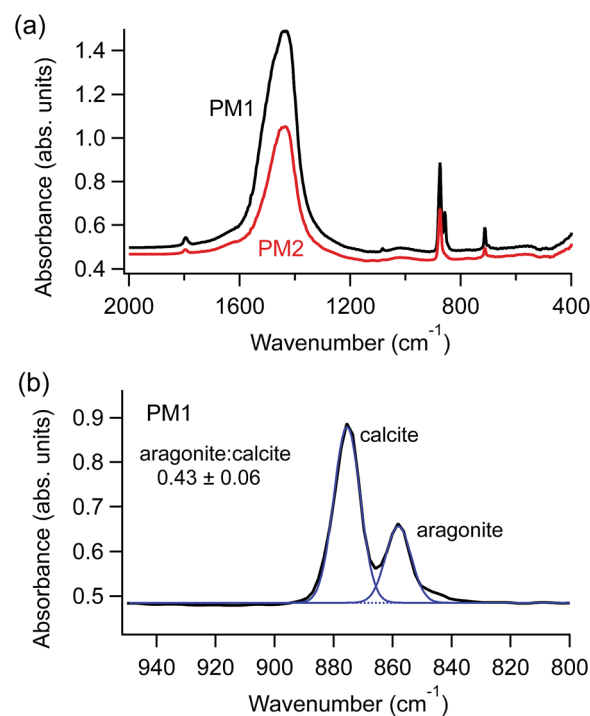 (a)
1.4
1.2
1.0
0.8
0.6
0.4
Absorbance (abs. units)
PM1
PM2
2000 1600 1200 800 400
Wavenumber (cm⁻¹)
(b)
0.9
0.8
0.7
0.6
0.5
Absorbance (abs. units)
PM1
aragonite:calcite
0.43 ± 0.06
calcite
aragonite
940 920 900 880 860 840 820 800
Wavenumber (cm⁻¹)